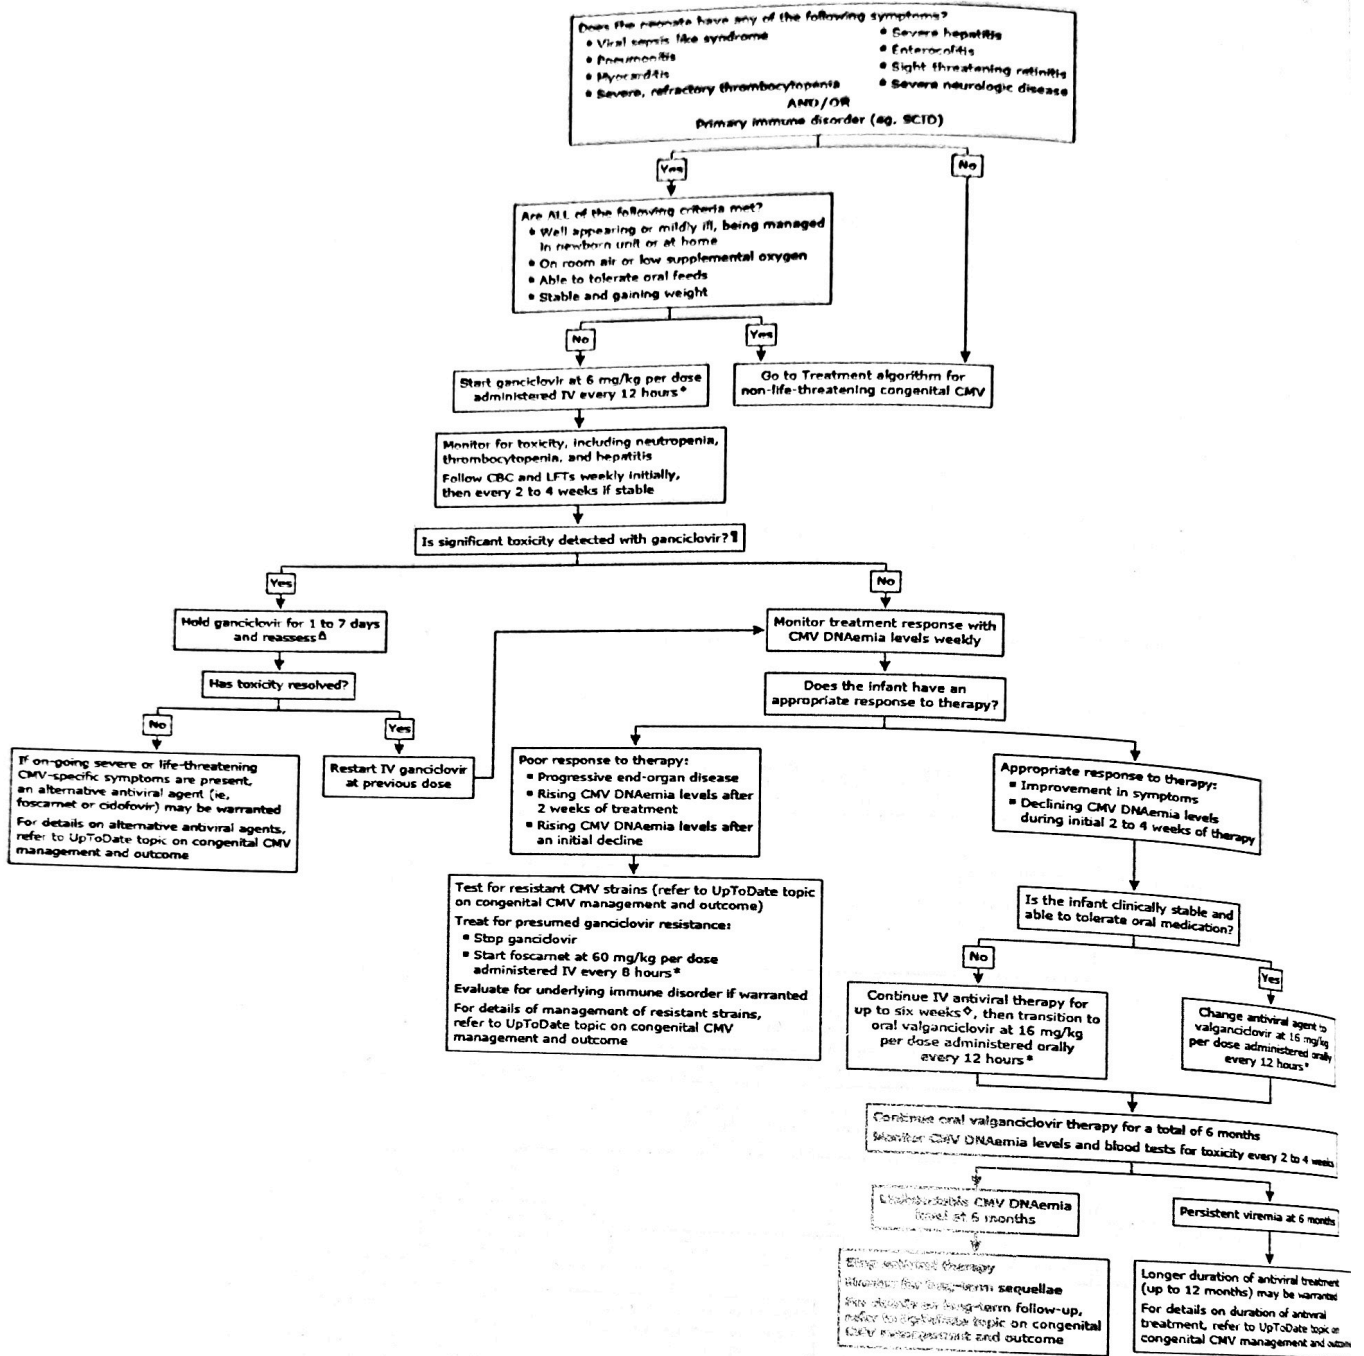 Does the neonate have any of the following symptoms?
• Viral sepsis like syndrome
• Pneumonitis
• Myocarditis
• Severe, refractory thrombocytopenia
• Severe hepatitis
• Enterocolitis
• Sight threatening retinitis
• Severe neurologic disease
AND/OR
Primary immune disorder (eg, SCID)
Yes
No
Are ALL of the following criteria met?
• Well appearing or mildly ill, being managed
in newborn unit or at home
• On room air or low supplemental oxygen
• Able to tolerate oral feeds
• Stable and gaining weight
No
Yes
Start ganciclovir at 6 mg/kg per dose
administered IV every 12 hours*
Go to Treatment algorithm for
non-life-threatening congenital CMV
Monitor for toxicity, including neutropenia,
thrombocytopenia, and hepatitis
Follow CBC and LFTs weekly initially,
then every 2 to 4 weeks if stable
Is significant toxicity detected with ganciclovir?¶
Yes
No
Hold ganciclovir for 1 to 7 days
and reassessΔ
Monitor treatment response with
CMV DNAemia levels weekly
Has toxicity resolved?
Does the infant have an
appropriate response to therapy?
No
Yes
If on-going severe or life-threatening
CMV-specific symptoms are present,
an alternative antiviral agent (ie,
foscarnet or cidofovir) may be warranted
For details on alternative antiviral agents,
refer to UpToDate topic on congenital CMV
management and outcome
Restart IV ganciclovir
at previous dose
Poor response to therapy:
▪ Progressive end-organ disease
▪ Rising CMV DNAemia levels after
2 weeks of treatment
▪ Rising CMV DNAemia levels after
an initial decline
Appropriate response to therapy:
▪ Improvement in symptoms
▪ Declining CMV DNAemia levels
during initial 2 to 4 weeks of therapy
Test for resistant CMV strains (refer to UpToDate topic
on congenital CMV management and outcome)
Treat for presumed ganciclovir resistance:
▪ Stop ganciclovir
▪ Start foscarnet at 60 mg/kg per dose
administered IV every 8 hours*
Evaluate for underlying immune disorder if warranted
For details of management of resistant strains,
refer to UpToDate topic on congenital CMV
management and outcome
Is the infant clinically stable and
able to tolerate oral medication?
No
Yes
Continue IV antiviral therapy for
up to six weeks◊, then transition to
oral valganciclovir at 16 mg/kg
per dose administered orally
every 12 hours*
Change antiviral agent to
valganciclovir at 16 mg/kg
per dose administered orally
every 12 hours*
Continue oral valganciclovir therapy for a total of 6 months
Monitor CMV DNAemia levels and blood tests for toxicity every 2 to 4 weeks
Undetectable CMV DNAemia
level at 6 months
Persistent viremia at 6 months
Stop antiviral therapy
Monitor for long-term sequellae
For details on long-term follow-up,
refer to UpToDate topic on congenital
CMV management and outcome
Longer duration of antiviral treatment
(up to 12 months) may be warranted
For details on duration of antiviral
treatment, refer to UpToDate topic on
congenital CMV management and outcome